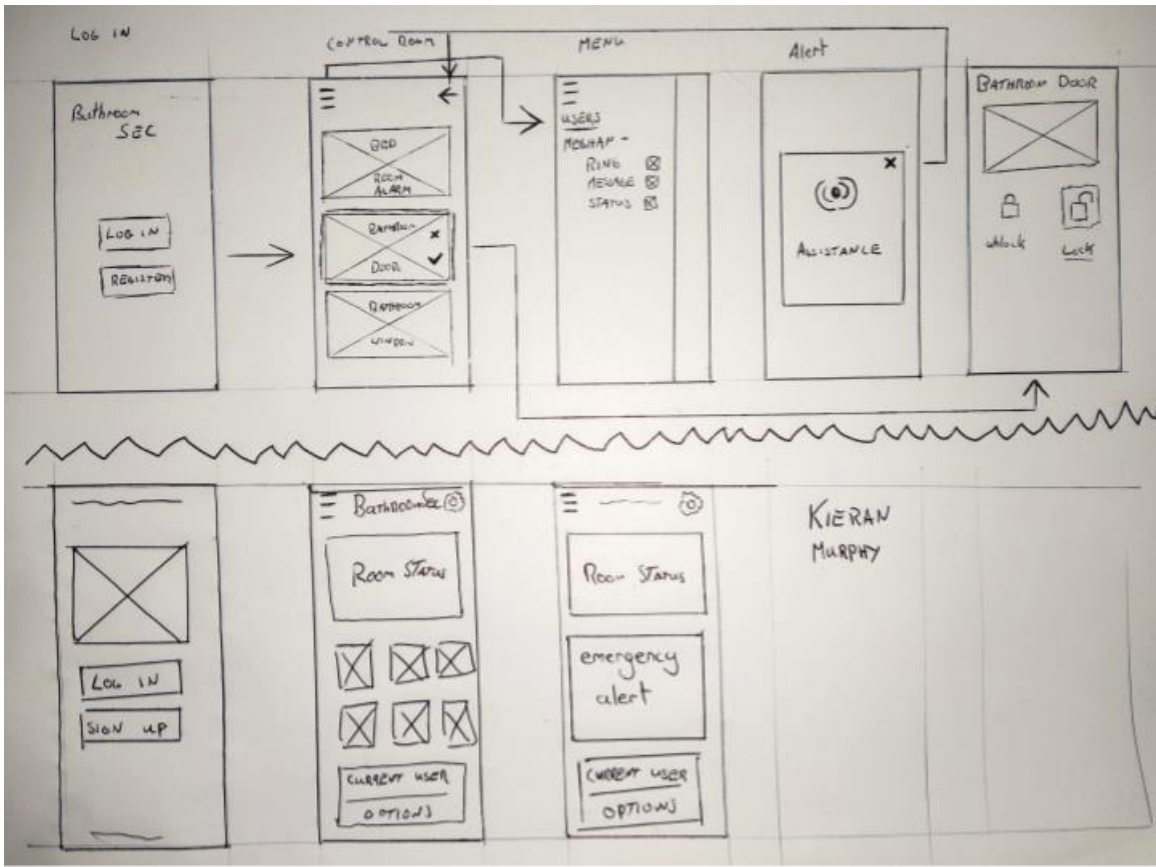 LOG IN
CONTROL ROOM
MENU
Alert
Bathroom
SEC
LOG IN
REGISTER
BED
ROOM
ALARM
BATHROOM
DOOR
BATHROOM
WINDOW
USERS
MEGHAN -
RING
MESSAGE
STATUS
ASSISTANCE
BATHROOM DOOR
unlock
Lock
LOG IN
SIGN UP
BathroomSec
Room STATUS
CURRENT USER
OPTIONS
Room STATUS
emergency
alert
CURRENT USER
OPTIONS
KIERAN
MURPHY